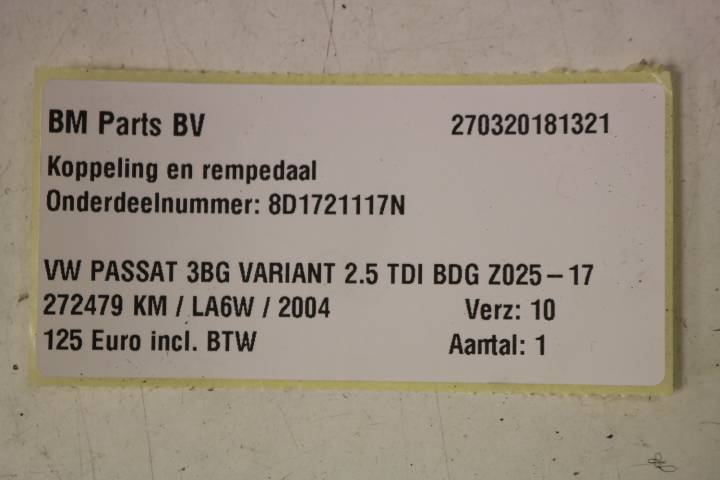 BM Parts BV 270320181321
Koppeling en rempedaal
Onderdeelnummer: 8D1721117N
VW PASSAT 3BG VARIANT 2.5 TDI BDG Z025-17
272479 KM / LA6W / 2004 Verz: 10
125 Euro incl. BTW Aantal: 1